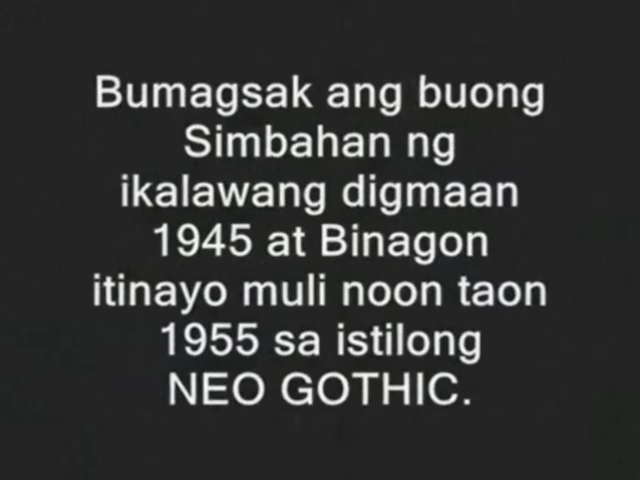 Bumagsak ang buong
Simbahan ng
ikalawang digmaan
1945 at Binagon
itinayo muli noon taon
1955 sa istilong
NEO GOTHIC.